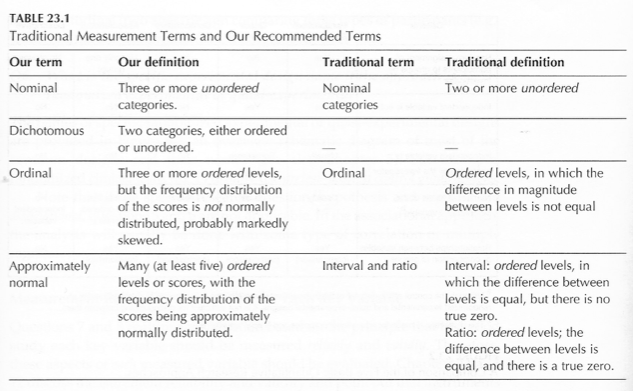 TABLE 23.1
Traditional Measurement Terms and Our Recommended Terms
Our term Our definition Traditional term Traditional definition
Nominal Three or more unordered Nominal Two or more unordered
categories. categories
Dichotomous Two categories, either ordered
or unordered. — —
Ordinal Three or more ordered levels, Ordinal Ordered levels, in which the
but the frequency distribution difference in magnitude
of the scores is not normally between levels is not equal
distributed, probably markedly
skewed.
Approximately Many (at least five) ordered Interval and ratio Interval: ordered levels, in
normal levels or scores, with the which the difference between
frequency distribution of the levels is equal, but there is no
scores being approximately true zero.
normally distributed. Ratio: ordered levels; the
difference between levels is
equal, and there is a true zero.